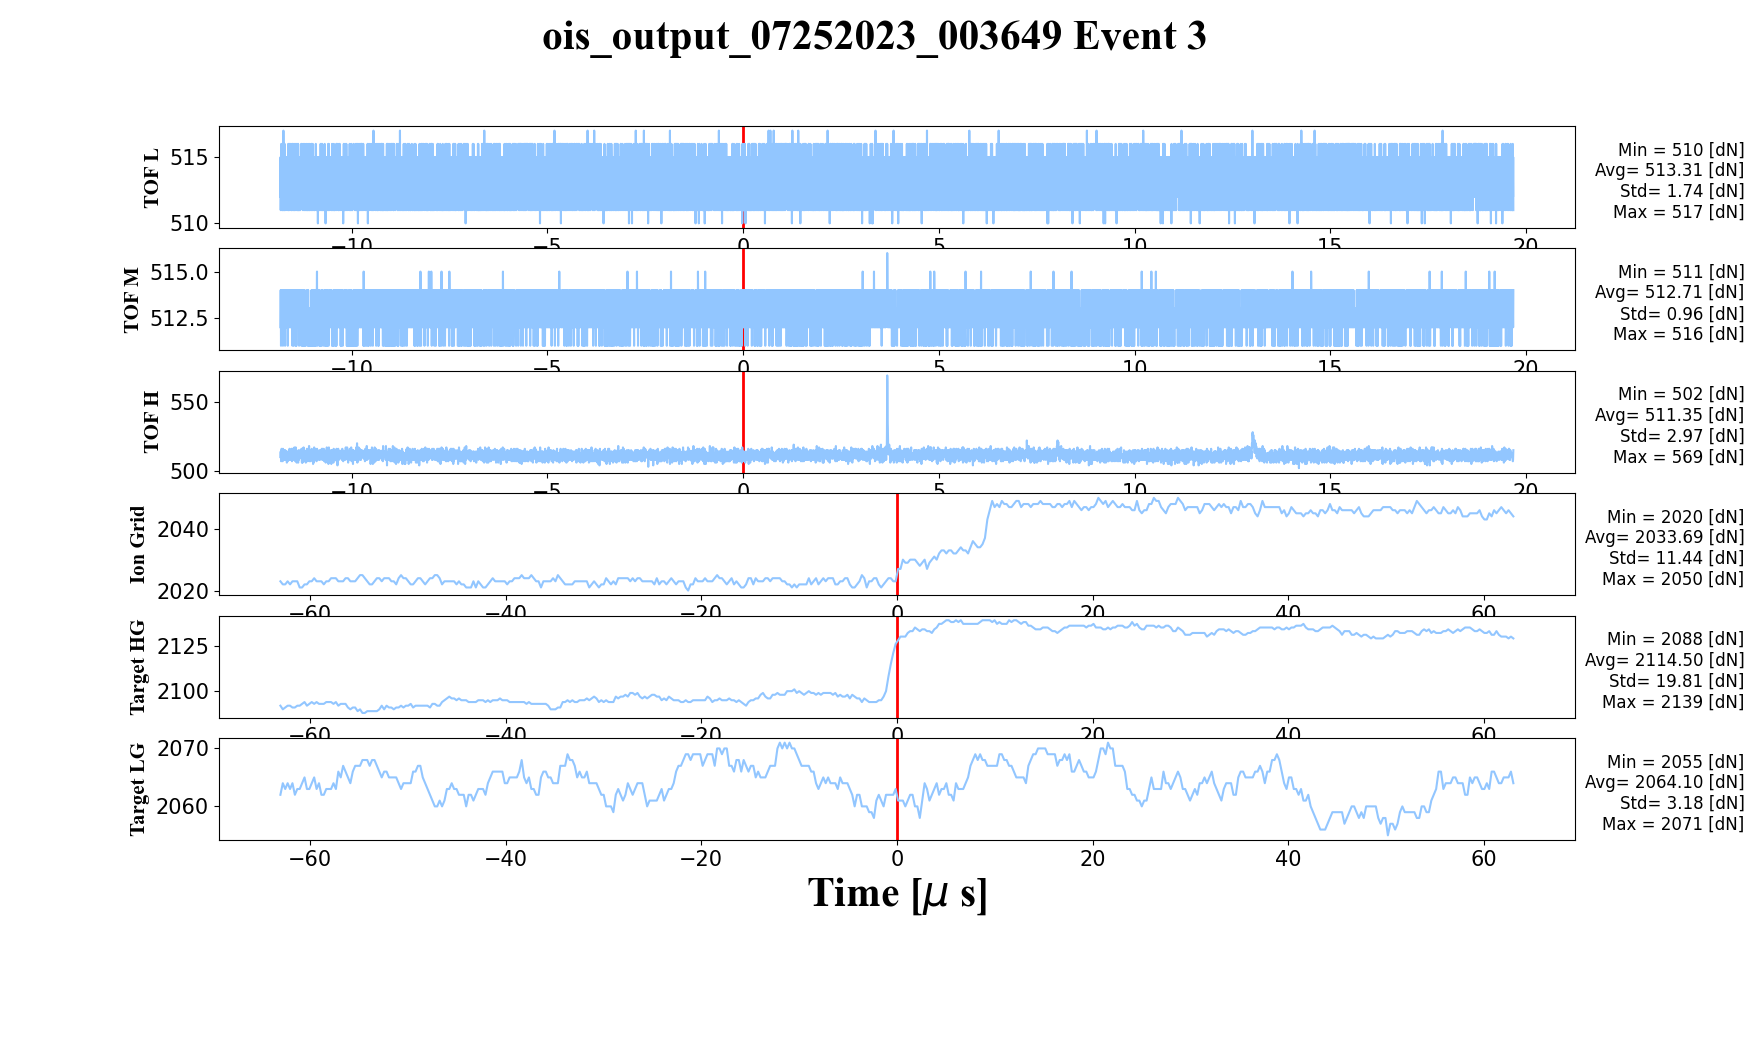 ois_output_07252023_003649 Event 3
TOF L
515
510
−10 −5 0 5 10 15 20
Min = 510 [dN]
Avg= 513.31 [dN]
Std= 1.74 [dN]
Max = 517 [dN]
TOF M
515.0
512.5
−10 −5 0 5 10 15 20
Min = 511 [dN]
Avg= 512.71 [dN]
Std= 0.96 [dN]
Max = 516 [dN]
TOF H
550
500
−10 −5 0 5 10 15 20
Min = 502 [dN]
Avg= 511.35 [dN]
Std= 2.97 [dN]
Max = 569 [dN]
Ion Grid
2040
2020
−60 −40 −20 0 20 40 60
Min = 2020 [dN]
Avg= 2033.69 [dN]
Std= 11.44 [dN]
Max = 2050 [dN]
Target HG
2125
2100
−60 −40 −20 0 20 40 60
Min = 2088 [dN]
Avg= 2114.50 [dN]
Std= 19.81 [dN]
Max = 2139 [dN]
Target LG
2070
2060
−60 −40 −20 0 20 40 60
Min = 2055 [dN]
Avg= 2064.10 [dN]
Std= 3.18 [dN]
Max = 2071 [dN]
Time [μ s]